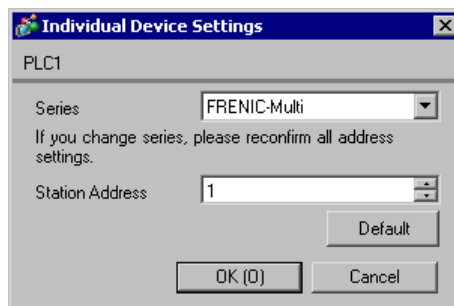 Individual Device Settings
PLC1
Series
FRENIC-Multi
If you change series, please reconfirm all address
settings.
Station Address
1
Default
OK (O)
Cancel